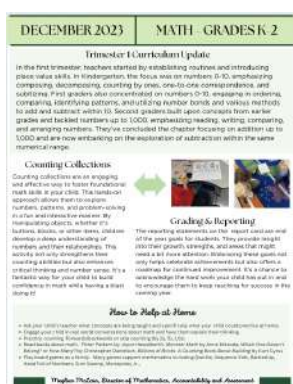 DECEMBER 2023
MATH - GRADES K-2
Trimester 1 Curriculum Update
In the first trimester, teachers started by establishing routines and introducing
place value skills. In Kindergarten, the focus was on numbers 0-10, emphasizing
composing, decomposing, counting by ones, one-to-one correspondence, and
subitizing. First graders also concentrated on numbers 0-10, engaging in ordering,
comparing, identifying patterns, and utilizing number bonds and various methods
to add and subtract within 10. Second graders built upon concepts from earlier
grades and tackled numbers up to 1,000, emphasizing reading, writing, comparing,
and arranging numbers. They've concluded the chapter focusing on addition up to
1,000 and are now embarking on the exploration of subtraction within the same
numerical range.
Counting Collections
Counting collections are an engaging
and effective way to foster foundational
math skills in your child. This hands-on
approach allows them to explore
numbers, patterns, and problem-solving
in a fun and interactive manner. By
manipulating objects, whether it's
buttons, blocks, or other items, children
develop a deep understanding of
numbers and their relationships. This
activity not only strengthens their
counting abilities but also enhances
critical thinking and number sense. It's a
fantastic way for your child to build
confidence in math while having a blast
doing it!
Grading & Reporting
The reporting statements on the report card are end
of the year goals for students. They provide insight
into their growth, strengths, and areas that might
need a bit more attention. Embracing these goals not
only helps celebrate achievements but also offers a
roadmap for continued improvement. It's a chance to
acknowledge the hard work your child has put in and
to encourage them to keep reaching for success in the
coming year.
How to Help at Home
Meghan McEvan, Director of Mathematics, Accountability and Assessment